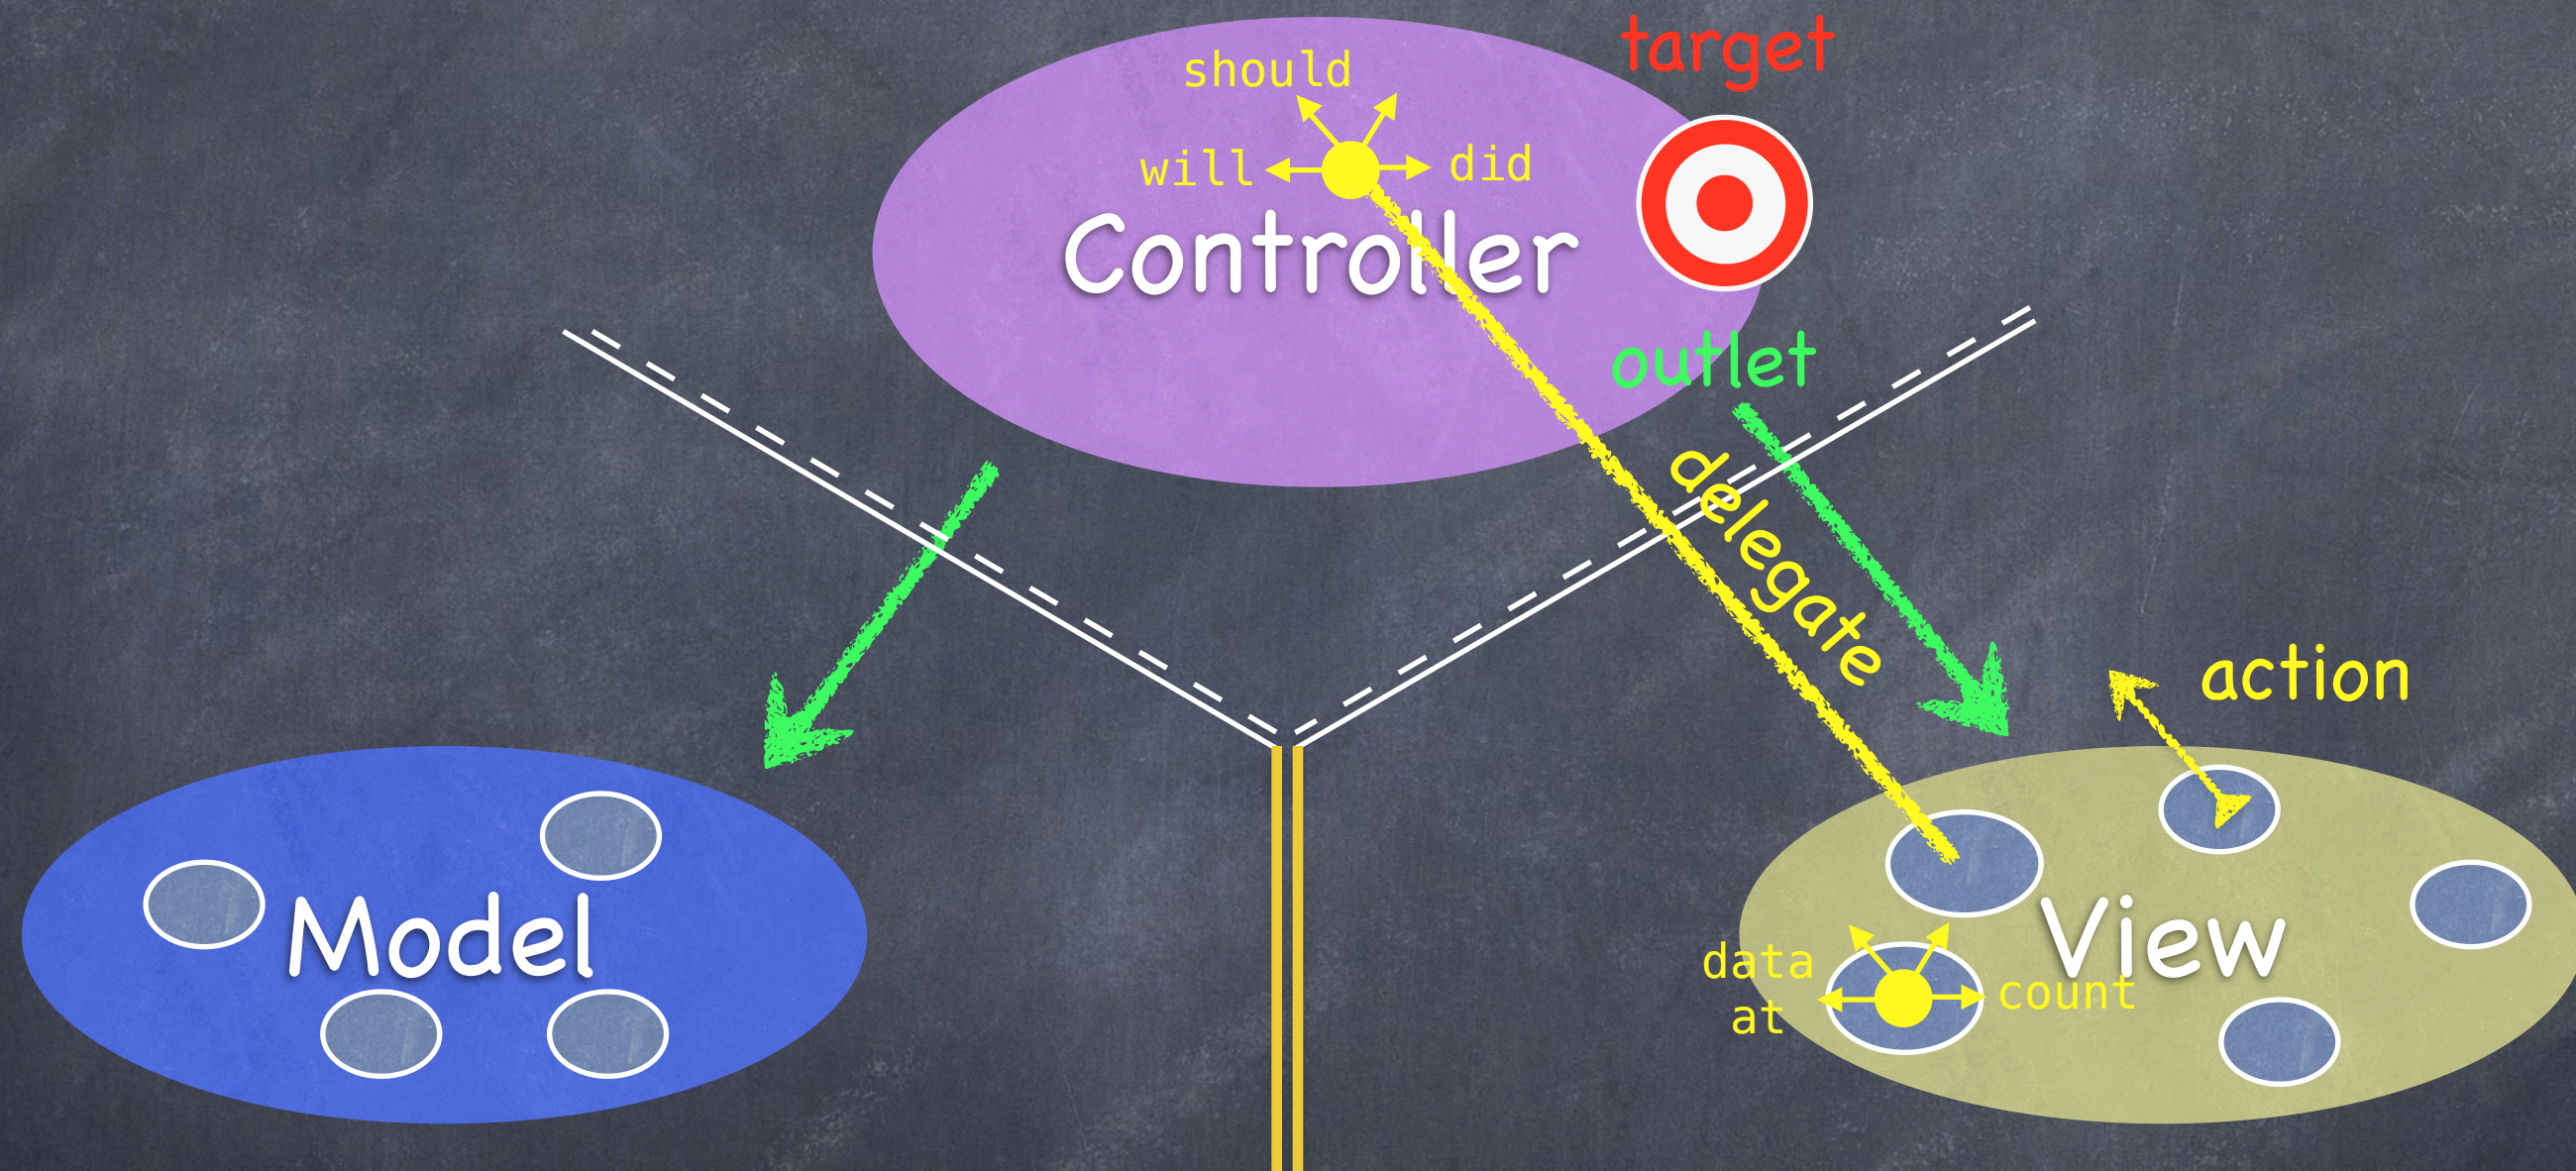 target
should
will
did
Controller
outlet
delegate
action
Model
View
data
at
count